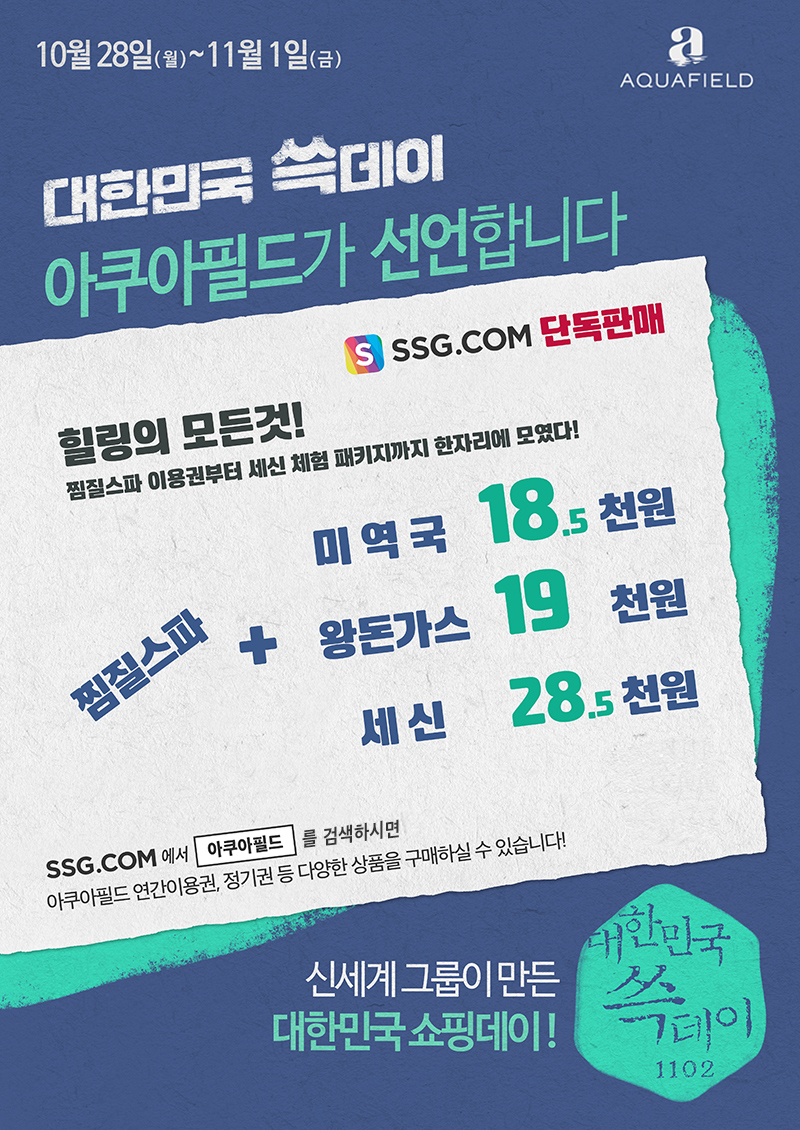 10월 28일(월)~11월 1일(금)
a
AQUAFIELD
대한민국 쓱데이
아쿠아필드가 선언합니다
S SSG.COM 단독판매
힐링의 모든것!
찜질스파 이용권부터 세신 체험 패키지까지 한자리에 모였다!
미역국 18.5 천원
찜질스파 + 왕돈가스 19 천원
세신 28.5 천원
SSG.COM 에서 아쿠아필드 를 검색하시면
아쿠아필드 연간이용권, 정기권 등 다양한 상품을 구매하실 수 있습니다!
신세계 그룹이 만든
대한민국 쇼핑데이!
대한민국
쓱데이
1102